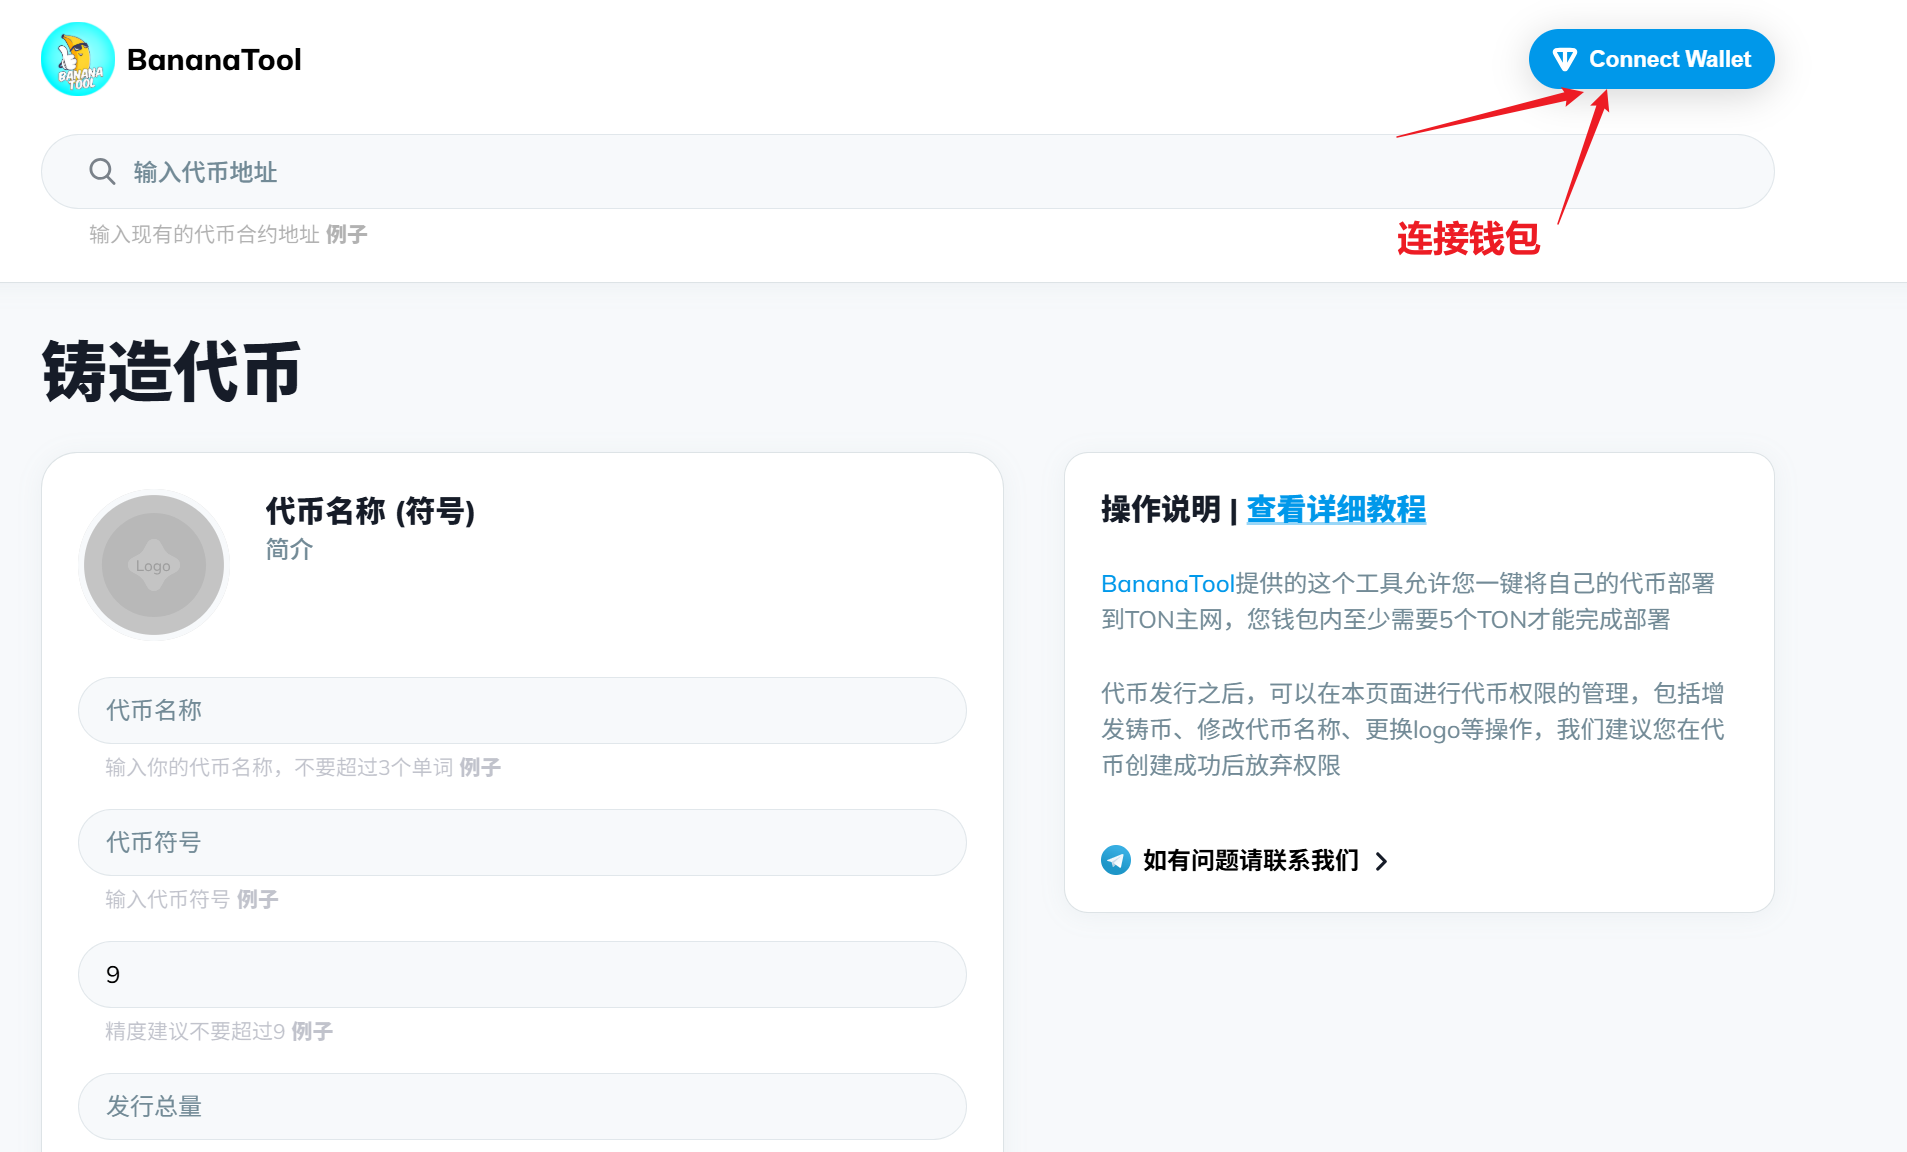 BANANA
TOOL
BananaTool
Connect Wallet
输入代币地址
输入现有的代币合约地址 例子
连接钱包
铸造代币
Logo
代币名称 (符号)
简介
代币名称
输入你的代币名称，不要超过3个单词 例子
代币符号
输入代币符号 例子
9
精度建议不要超过9 例子
发行总量
操作说明 | 查看详细教程
BananaTool提供的这个工具允许您一键将自己的代币部署
到TON主网，您钱包内至少需要5个TON才能完成部署
代币发行之后，可以在本页面进行代币权限的管理，包括增
发铸币、修改代币名称、更换logo等操作，我们建议您在代
币创建成功后放弃权限
如有问题请联系我们